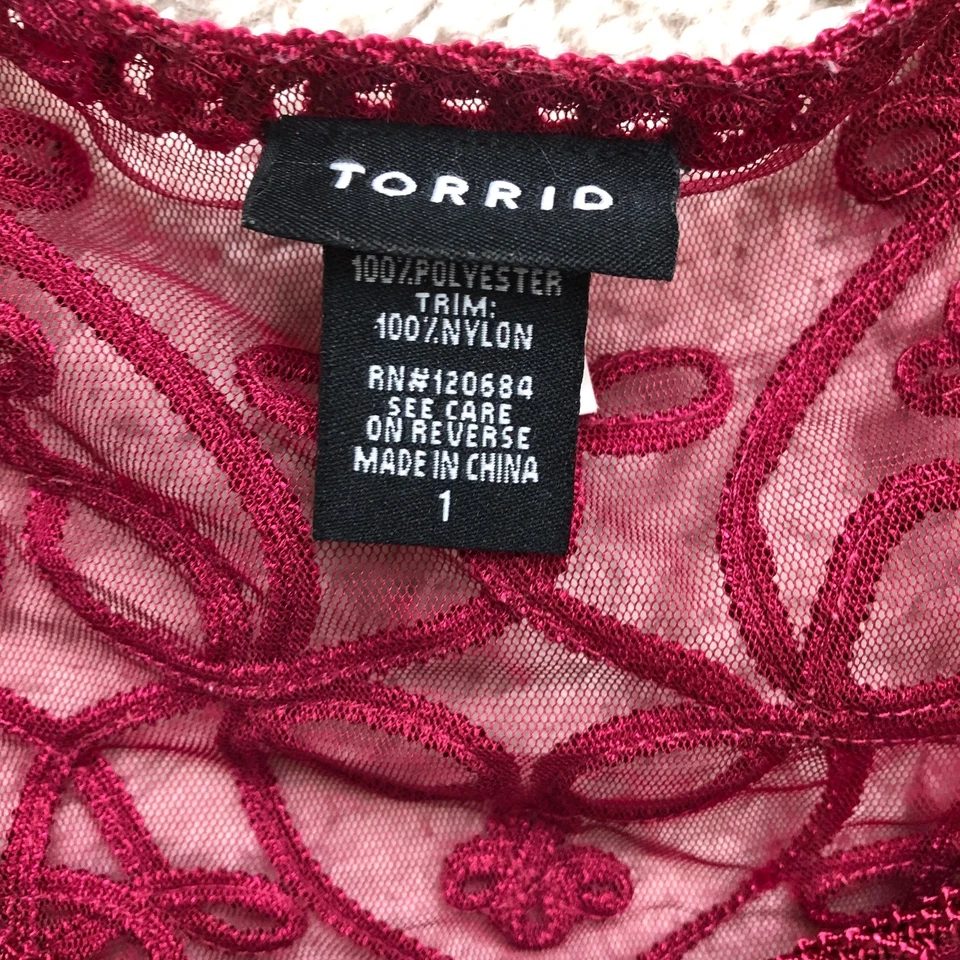 TORRID
100%POLYESTER
TRIM:
100%NYLON
RN#120684
SEE CARE
ON REVERSE
MADE IN CHINA
1